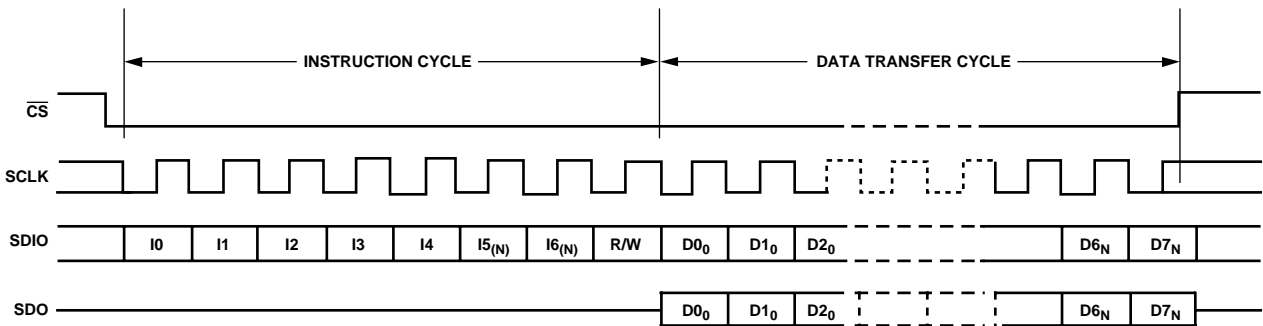 INSTRUCTION CYCLE DATA TRANSFER CYCLE
CS
SCLK
SDIO I0 I1 I2 I3 I4 I5(N) I6(N) R/W D0₀ D1₀ D2₀ D6N D7N
SDO D0₀ D1₀ D2₀ D6N D7N